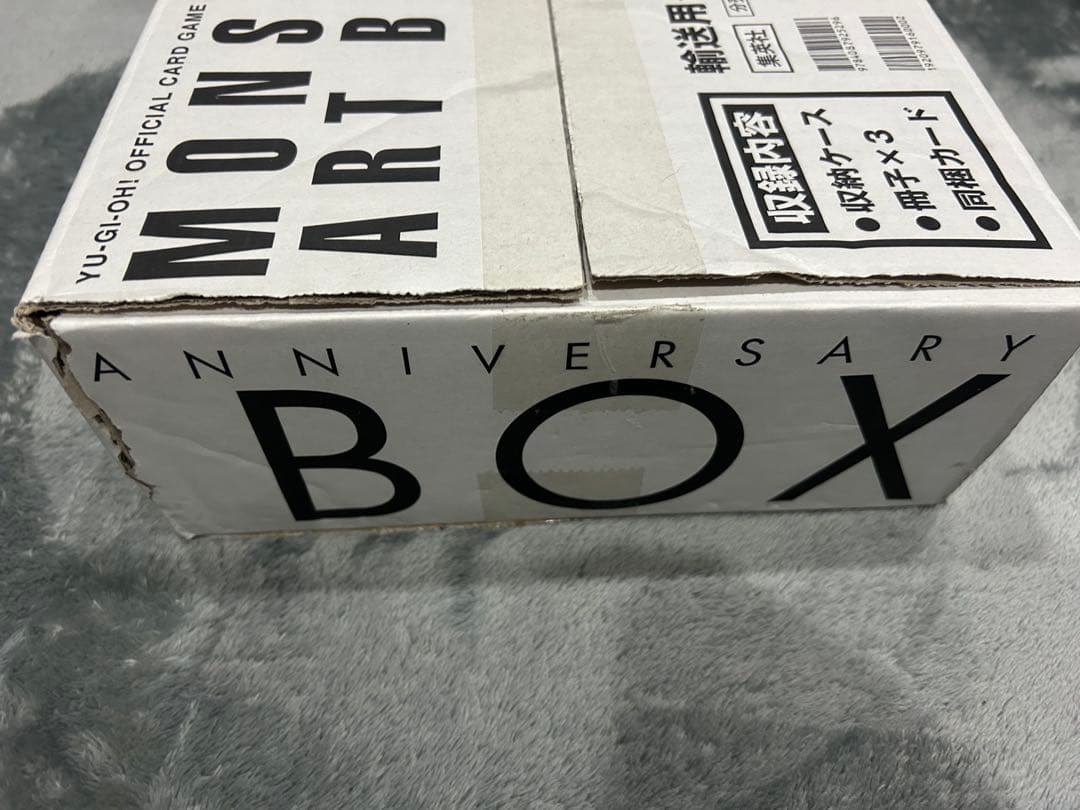 YU-GI-OH! OFFICIAL CARD GAME
MONS
ART B
輸送用
集英社
収録内容
●収納ケース
●冊子×3
●同梱カード
ANNIVERSARY
BOX